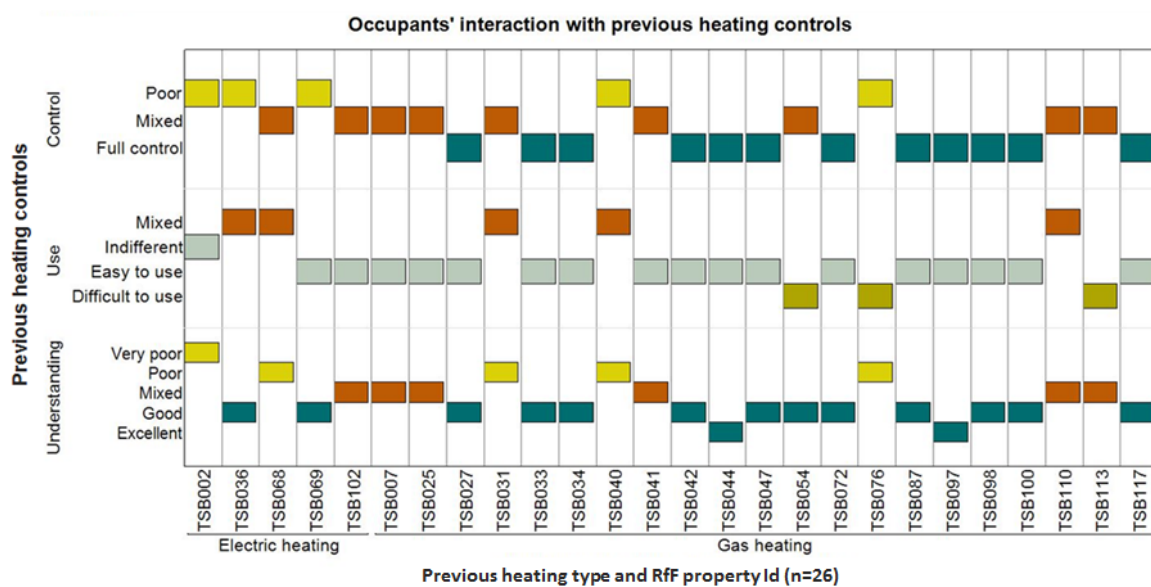 Occupants' interaction with previous heating controls
Previous heating controls
Control
Poor
Mixed
Full control
Use
Mixed
Indifferent
Easy to use
Difficult to use
Understanding
Very poor
Poor
Mixed
Good
Excellent
TSB002
TSB036
TSB068
TSB069
TSB102
TSB007
TSB025
TSB027
TSB031
TSB033
TSB034
TSB040
TSB041
TSB042
TSB044
TSB047
TSB054
TSB072
TSB076
TSB087
TSB097
TSB098
TSB100
TSB110
TSB113
TSB117
Electric heating
Gas heating
Previous heating type and RfF property Id (n=26)